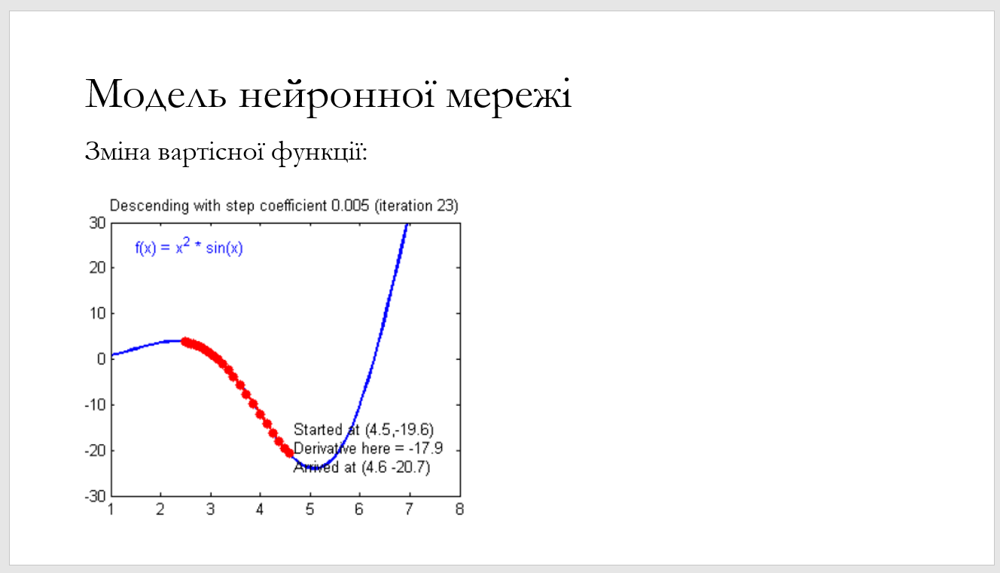 Модель нейронної мережі
Зміна вартісної функції:
Descending with step coefficient 0.005 (iteration 23)
30
f(x) = x² * sin(x)
20
10
0
-10
Started at (4.5,-19.6)
Derivative here = -17.9
-20
Arrived at (4.6 -20.7)
-30
1 2 3 4 5 6 7 8